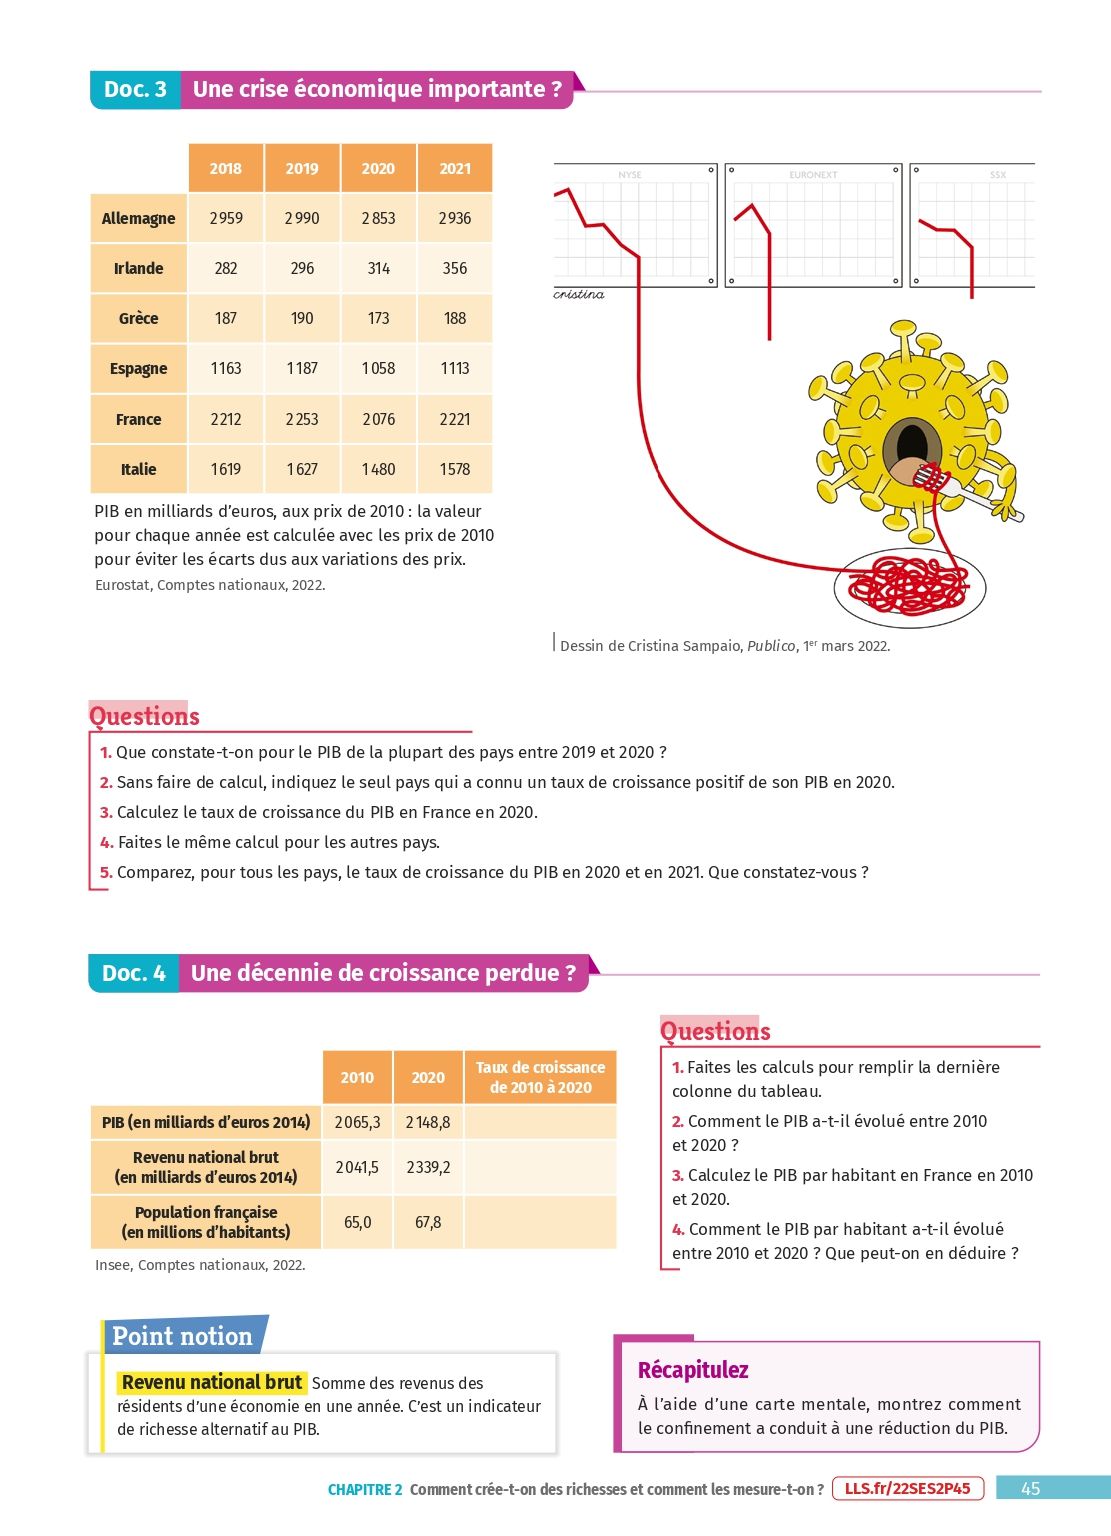 Doc. 3 Une crise économique importante ?
2018 2019 2020 2021
Allemagne 2 959 2 990 2 853 2 936
Irlande 282 296 314 356
Grèce 187 190 173 188
Espagne 1 163 1 187 1 058 1 113
France 2 212 2 253 2 076 2 221
Italie 1 619 1 627 1 480 1 578
PIB en milliards d’euros, aux prix de 2010 : la valeur
pour chaque année est calculée avec les prix de 2010
pour éviter les écarts dus aux variations des prix.
Eurostat, Comptes nationaux, 2022.
NYSE EURONEXT SSX
cristina
Dessin de Cristina Sampaio, Publico, 1er mars 2022.
Questions
1. Que constate-t-on pour le PIB de la plupart des pays entre 2019 et 2020 ?
2. Sans faire de calcul, indiquez le seul pays qui a connu un taux de croissance positif de son PIB en 2020.
3. Calculez le taux de croissance du PIB en France en 2020.
4. Faites le même calcul pour les autres pays.
5. Comparez, pour tous les pays, le taux de croissance du PIB en 2020 et en 2021. Que constatez-vous ?
Doc. 4 Une décennie de croissance perdue ?
2010 2020 Taux de croissance
de 2010 à 2020
PIB (en milliards d’euros 2014) 2 065,3 2 148,8
Revenu national brut
(en milliards d’euros 2014) 2 041,5 2 339,2
Population française
(en millions d’habitants) 65,0 67,8
Insee, Comptes nationaux, 2022.
Questions
1. Faites les calculs pour remplir la dernière
colonne du tableau.
2. Comment le PIB a-t-il évolué entre 2010
et 2020 ?
3. Calculez le PIB par habitant en France en 2010
et 2020.
4. Comment le PIB par habitant a-t-il évolué
entre 2010 et 2020 ? Que peut-on en déduire ?
Point notion
Revenu national brut Somme des revenus des
résidents d’une économie en une année. C’est un indicateur
de richesse alternatif au PIB.
Récapitulez
À l’aide d’une carte mentale, montrez comment
le confinement a conduit à une réduction du PIB.
CHAPITRE 2 Comment crée-t-on des richesses et comment les mesure-t-on ? LLS.fr/22SES2P45 45